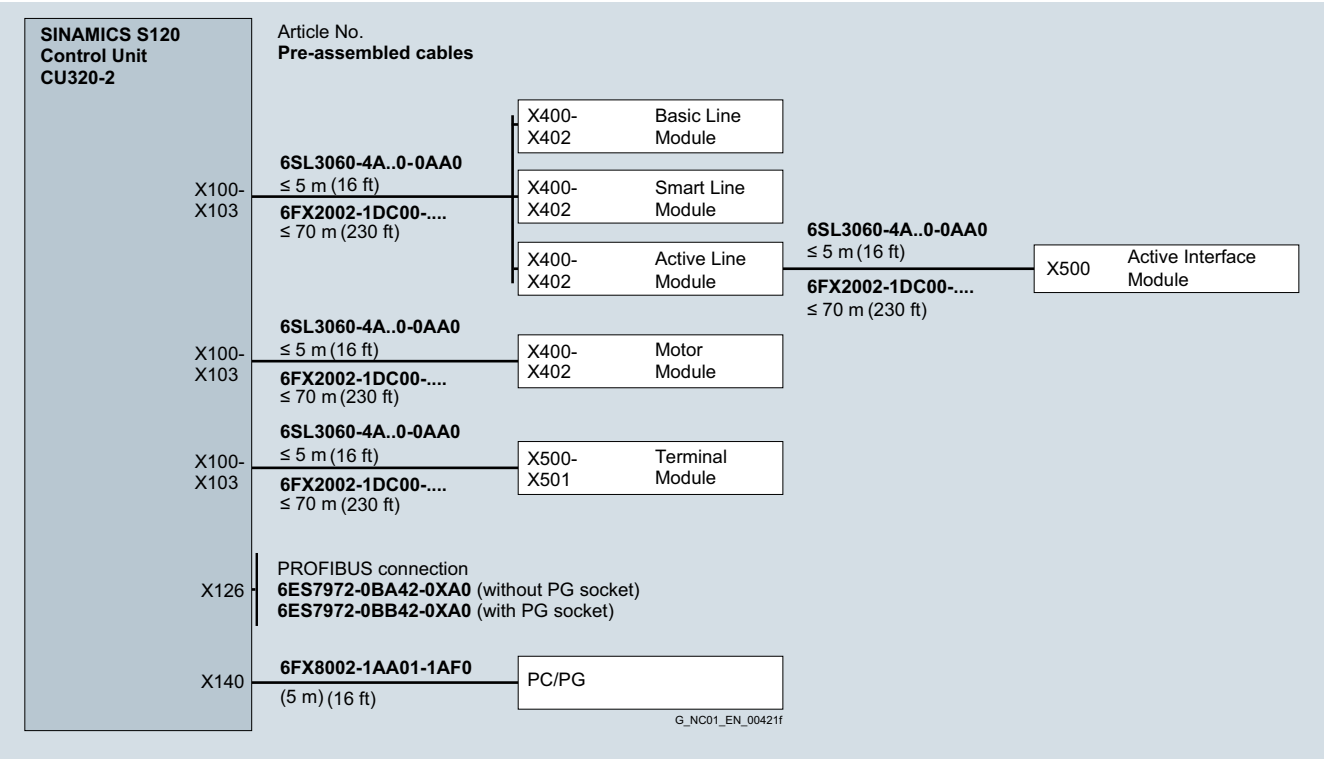 SINAMICS S120
Control Unit
CU320-2
Article No.
Pre-assembled cables
X100-
X103
6SL3060-4A..0-0AA0
≤ 5 m (16 ft)
6FX2002-1DC00-....
≤ 70 m (230 ft)
X400-
X402
Basic Line
Module
X400-
X402
Smart Line
Module
X400-
X402
Active Line
Module
6SL3060-4A..0-0AA0
≤ 5 m (16 ft)
6FX2002-1DC00-....
≤ 70 m (230 ft)
X500
Active Interface
Module
X100-
X103
6SL3060-4A..0-0AA0
≤ 5 m (16 ft)
6FX2002-1DC00-....
≤ 70 m (230 ft)
X400-
X402
Motor
Module
X100-
X103
6SL3060-4A..0-0AA0
≤ 5 m (16 ft)
6FX2002-1DC00-....
≤ 70 m (230 ft)
X500-
X501
Terminal
Module
X126
PROFIBUS connection
6ES7972-0BA42-0XA0 (without PG socket)
6ES7972-0BB42-0XA0 (with PG socket)
X140
6FX8002-1AA01-1AF0
(5 m) (16 ft)
PC/PG
G_NC01_EN_00421f